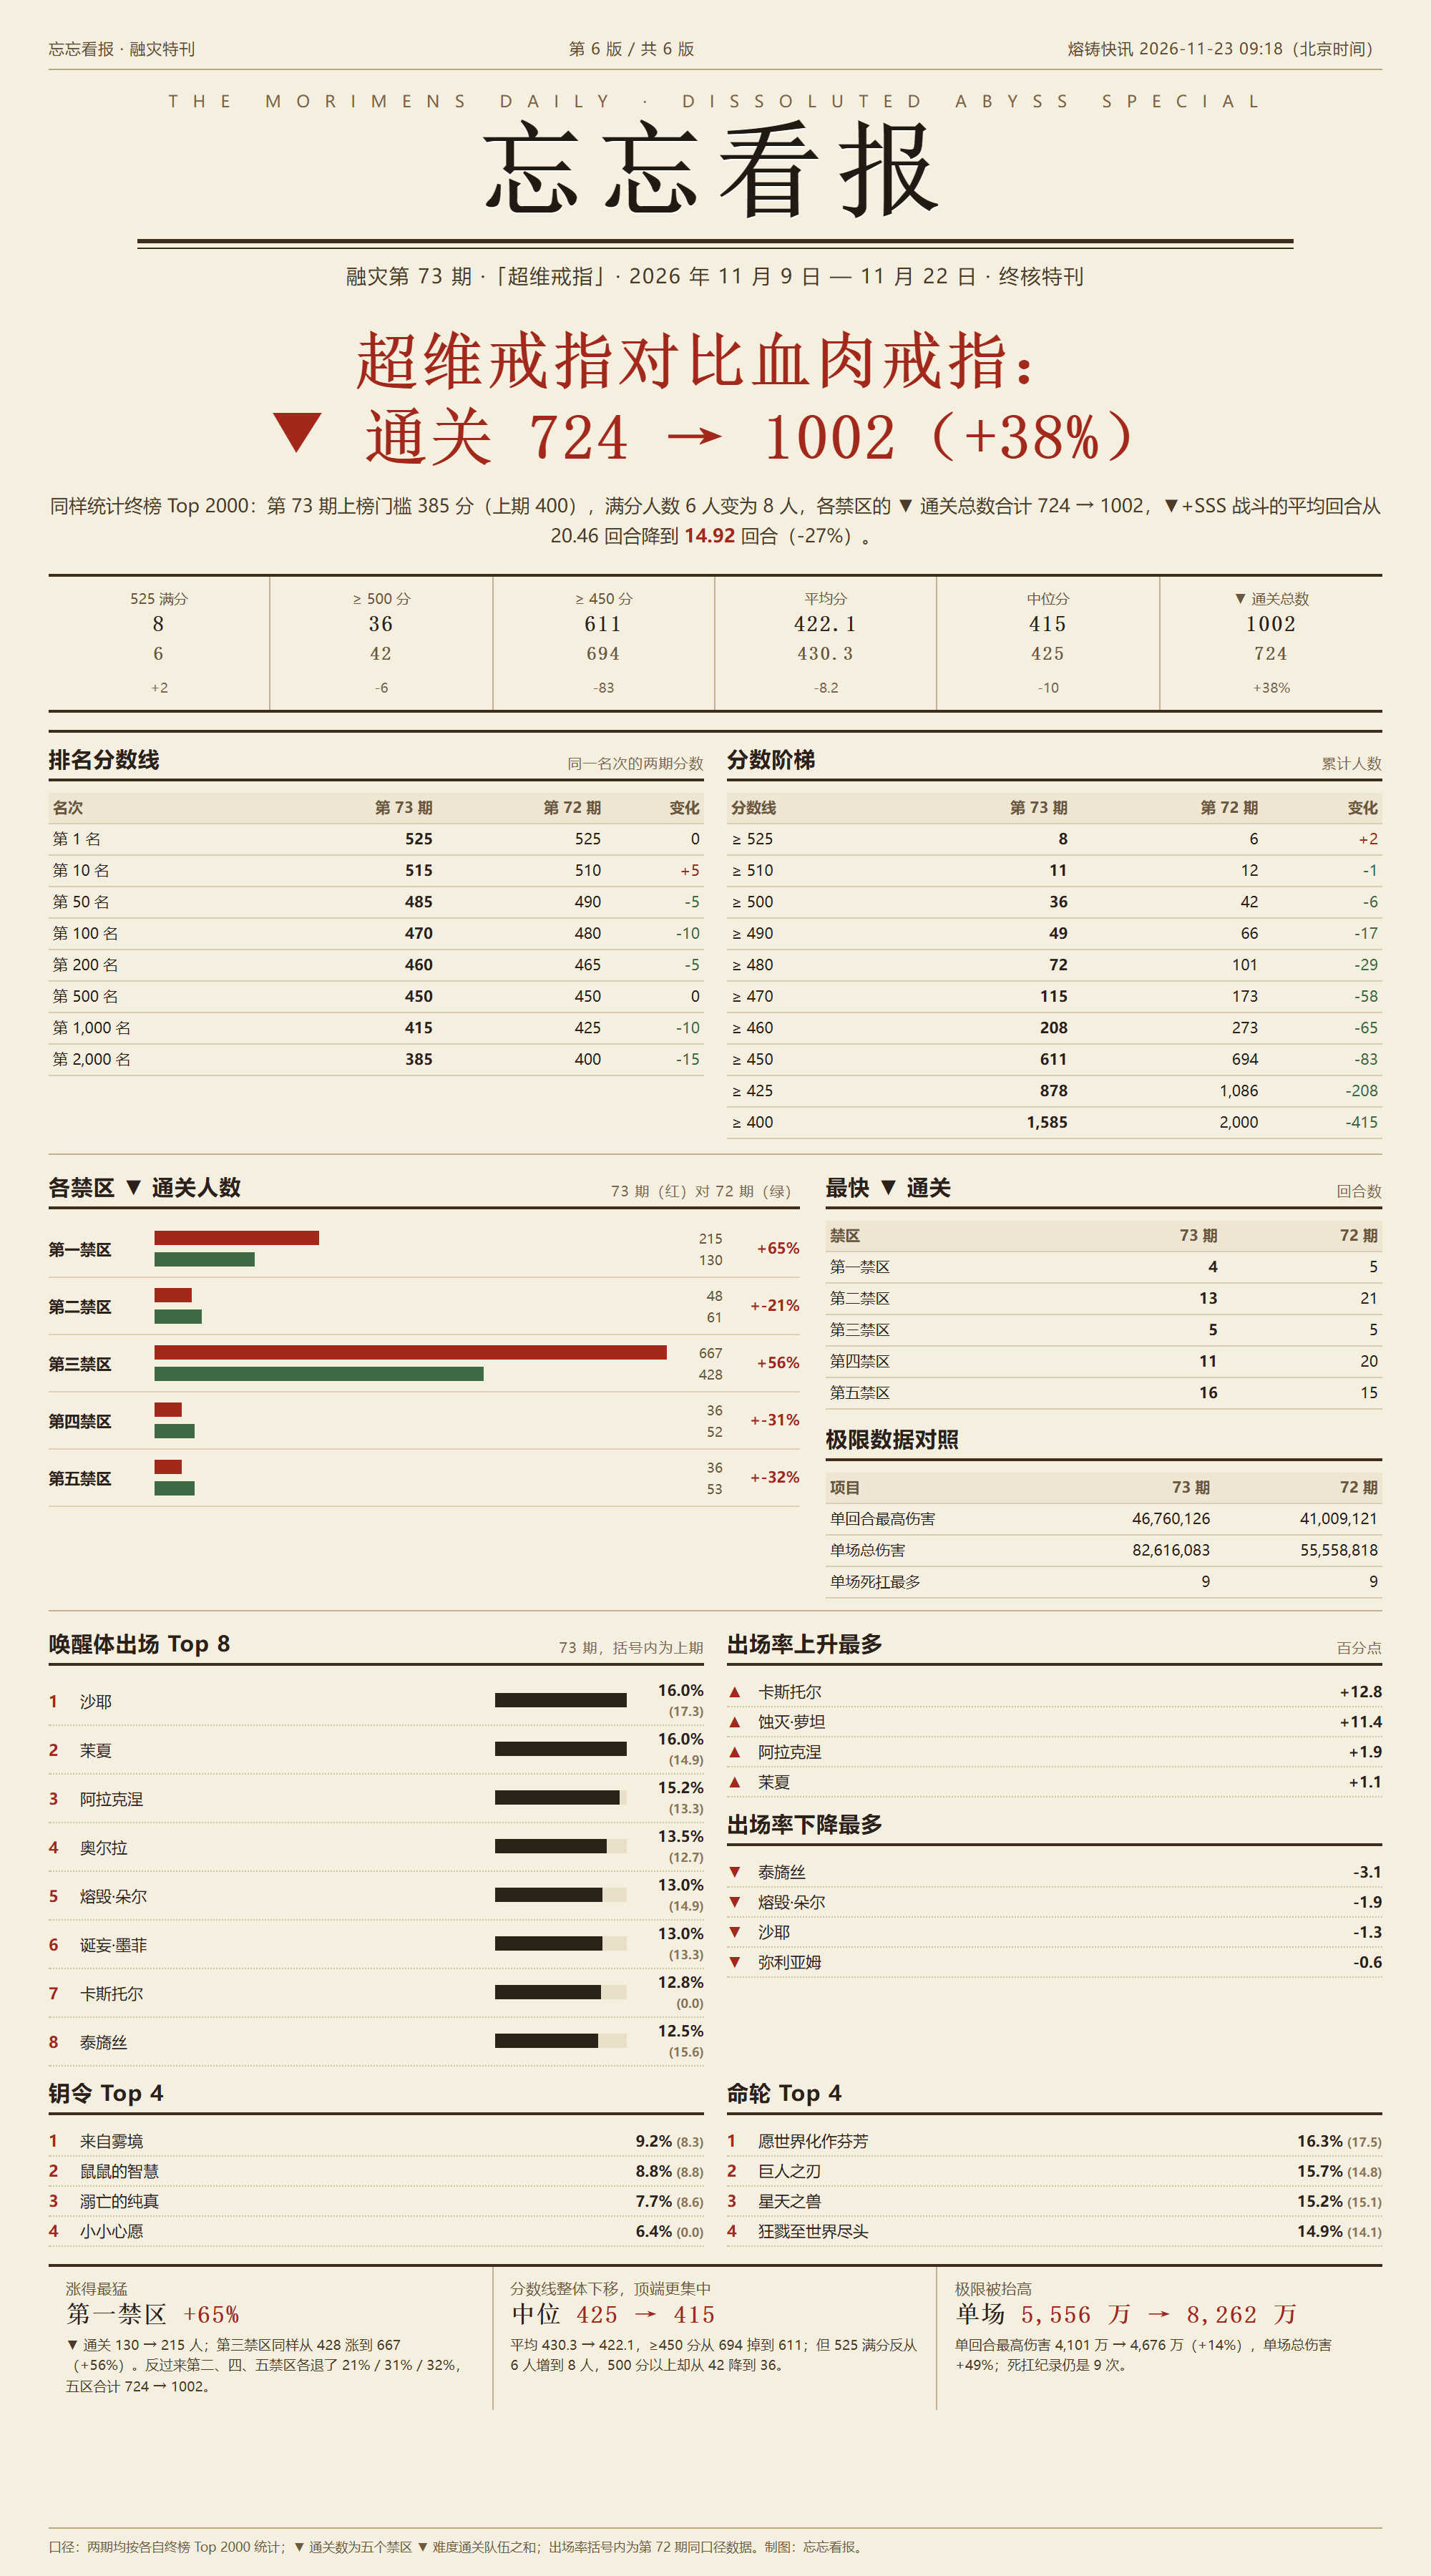 忘忘看报 · 融灾特刊
第 6 版 / 共 6 版
熔铸快讯 2026-11-23 09:18（北京时间）
THE MORIMENS DAILY · DISSOLUTED ABYSS SPECIAL
忘忘看报
融灾第 73 期 ·「超维戒指」· 2026 年 11 月 9 日 — 11 月 22 日 · 终核特刊
超维戒指对比血肉戒指：
▼ 通关 724 → 1002（+38%）
同样统计终榜 Top 2000：第 73 期上榜门槛 385 分（上期 400），满分人数 6 人变为 8 人，各禁区的 ▼ 通关总数合计 724 → 1002，▼+SSS 战斗的平均回合从
20.46 回合降到 14.92 回合（-27%）。
525 满分 ≥ 500 分 ≥ 450 分 平均分 中位分 ▼ 通关总数
8 36 611 422.1 415 1002
6 42 694 430.3 425 724
+2 -6 -83 -8.2 -10 +38%
排名分数线 同一名次的两期分数
名次 第 73 期 第 72 期 变化
第 1 名 525 525 0
第 10 名 515 510 +5
第 50 名 485 490 -5
第 100 名 470 480 -10
第 200 名 460 465 -5
第 500 名 450 450 0
第 1,000 名 415 425 -10
第 2,000 名 385 400 -15
分数阶梯 累计人数
分数线 第 73 期 第 72 期 变化
≥ 525 8 6 +2
≥ 510 11 12 -1
≥ 500 36 42 -6
≥ 490 49 66 -17
≥ 480 72 101 -29
≥ 470 115 173 -58
≥ 460 208 273 -65
≥ 450 611 694 -83
≥ 425 878 1,086 -208
≥ 400 1,585 2,000 -415
各禁区 ▼ 通关人数 73 期（红）对 72 期（绿）
第一禁区 215 130 +65%
第二禁区 48 61 +-21%
第三禁区 667 428 +56%
第四禁区 36 52 +-31%
第五禁区 36 53 +-32%
最快 ▼ 通关 回合数
禁区 73 期 72 期
第一禁区 4 5
第二禁区 13 21
第三禁区 5 5
第四禁区 11 20
第五禁区 16 15
极限数据对照
项目 73 期 72 期
单回合最高伤害 46,760,126 41,009,121
单场总伤害 82,616,083 55,558,818
单场死扛最多 9 9
唤醒体出场 Top 8 73 期，括号内为上期
1 沙耶 16.0% (17.3)
2 茉夏 16.0% (14.9)
3 阿拉克涅 15.2% (13.3)
4 奥尔拉 13.5% (12.7)
5 熔毁·朵尔 13.0% (14.9)
6 诞妄·墨菲 13.0% (13.3)
7 卡斯托尔 12.8% (0.0)
8 泰旖丝 12.5% (15.6)
出场率上升最多 百分点
▲ 卡斯托尔 +12.8
▲ 蚀灭·萝坦 +11.4
▲ 阿拉克涅 +1.9
▲ 茉夏 +1.1
出场率下降最多
▼ 泰旖丝 -3.1
▼ 熔毁·朵尔 -1.9
▼ 沙耶 -1.3
▼ 弥利亚姆 -0.6
钥令 Top 4
1 来自雾境 9.2% (8.3)
2 鼠鼠的智慧 8.8% (8.8)
3 溺亡的纯真 7.7% (8.6)
4 小小心愿 6.4% (0.0)
命轮 Top 4
1 愿世界化作芬芳 16.3% (17.5)
2 巨人之刃 15.7% (14.8)
3 星天之兽 15.2% (15.1)
4 狂戮至世界尽头 14.9% (14.1)
涨得最猛
第一禁区 +65%
▼ 通关 130 → 215 人；第三禁区同样从 428 涨到 667
（+56%）。反过来第二、四、五禁区各退了 21% / 31% / 32%，
五区合计 724 → 1002。
分数线整体下移，顶端更集中
中位 425 → 415
平均 430.3 → 422.1，≥450 分从 694 掉到 611；但 525 满分反从
6 人增到 8 人，500 分以上却从 42 降到 36。
极限被抬高
单场 5,556 万 → 8,262 万
单回合最高伤害 4,101 万 → 4,676 万（+14%），单场总伤害
+49%；死扛纪录仍是 9 次。
口径：两期均按各自终榜 Top 2000 统计；▼ 通关数为五个禁区 ▼ 难度通关队伍之和；出场率括号内为第 72 期同口径数据。制图：忘忘看报。